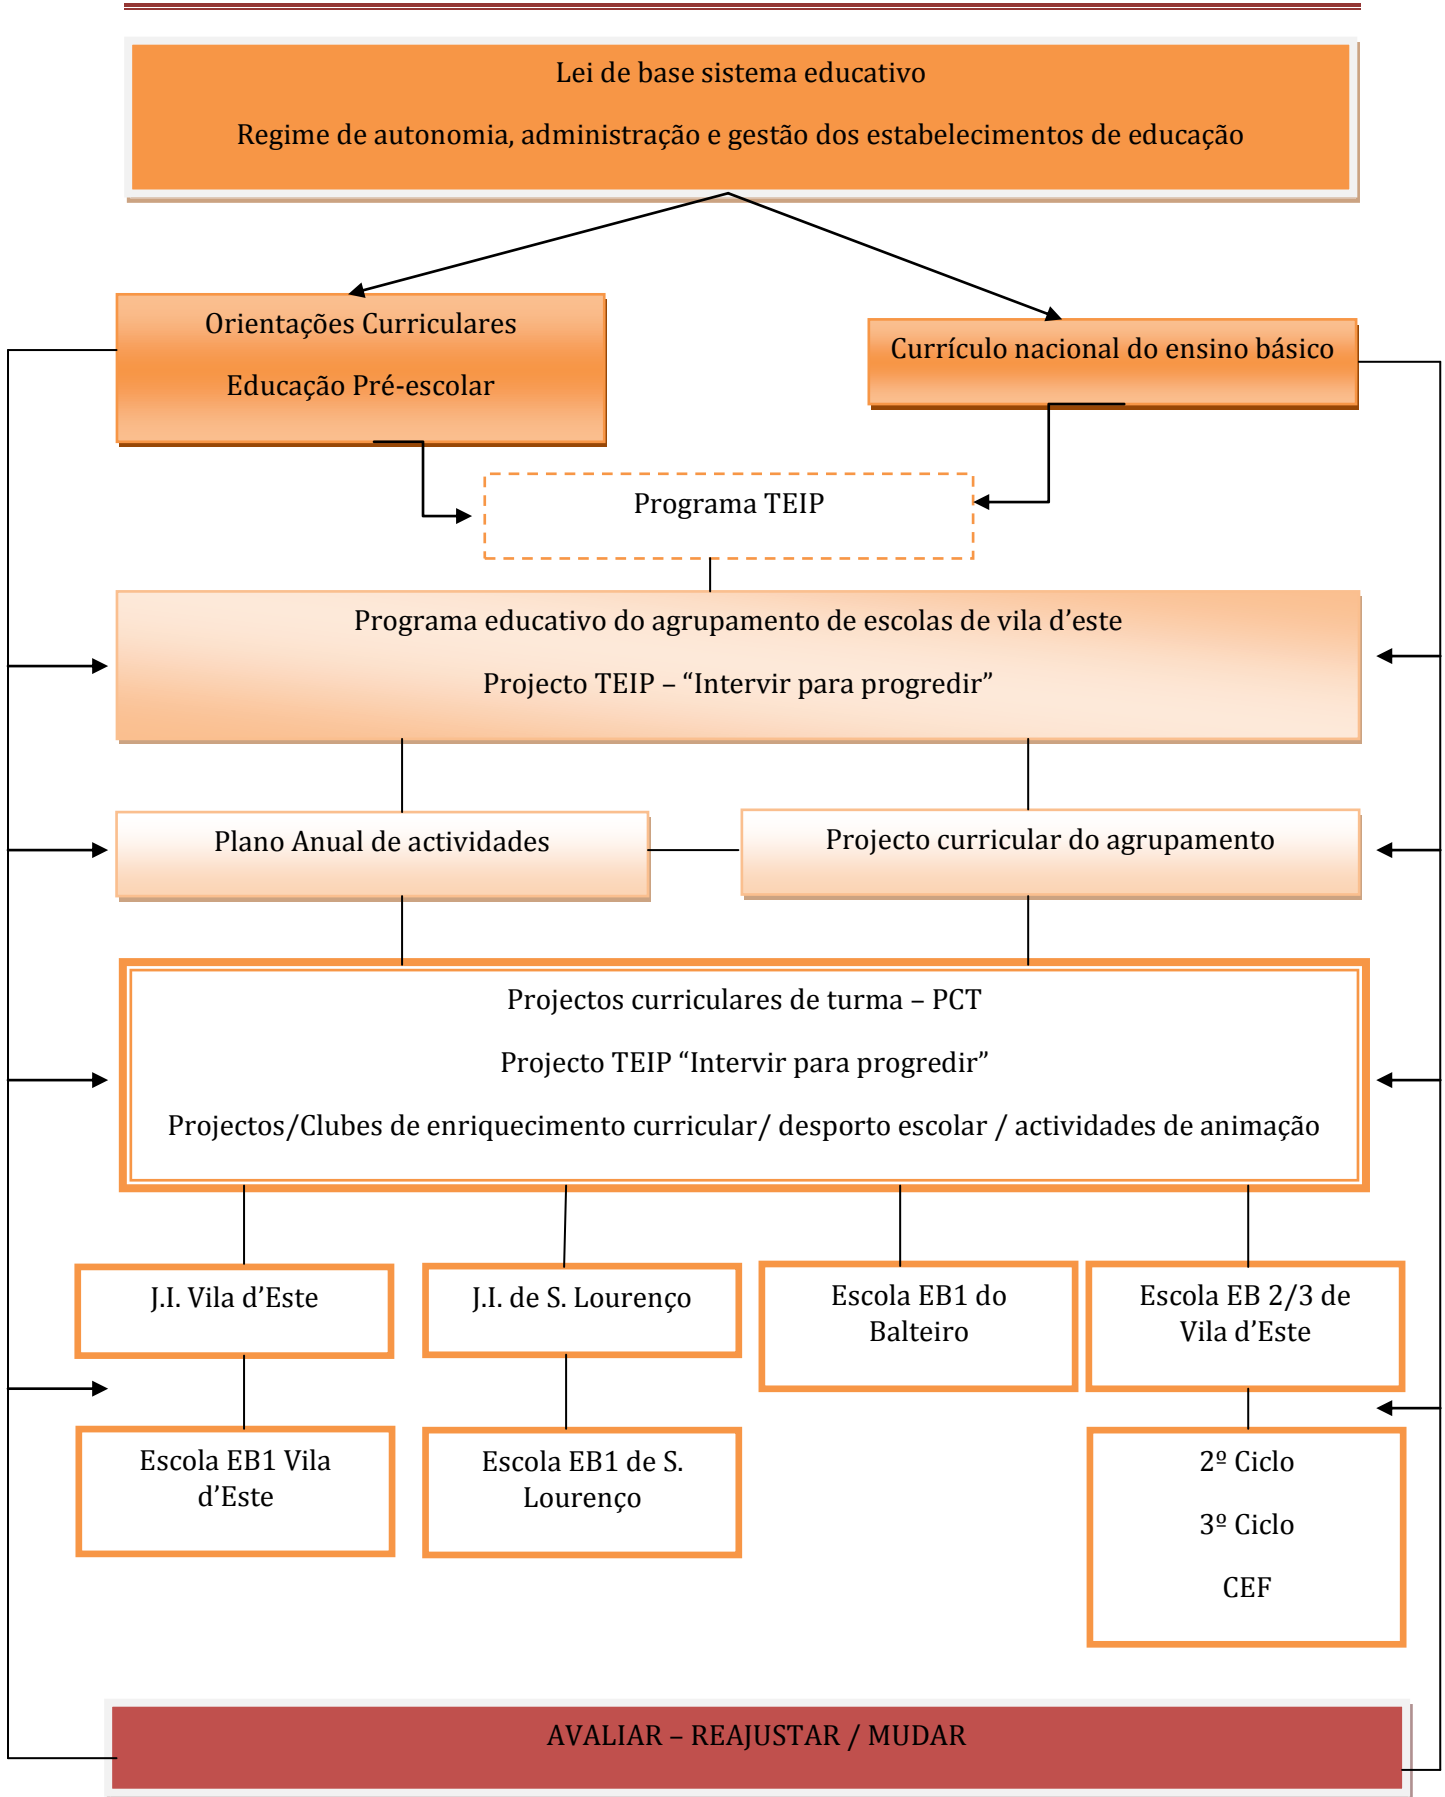 Lei de base sistema educativo
Regime de autonomia, administração e gestão dos estabelecimentos de educação
Orientações Curriculares
Educação Pré-escolar
Currículo nacional do ensino básico
Programa TEIP
Programa educativo do agrupamento de escolas de vila d’este
Projecto TEIP – “Intervir para progredir”
Plano Anual de actividades
Projecto curricular do agrupamento
Projectos curriculares de turma – PCT
Projecto TEIP “Intervir para progredir”
Projectos/Clubes de enriquecimento curricular/ desporto escolar / actividades de animação
J.I. Vila d’Este
J.I. de S. Lourenço
Escola EB1 do
Balteiro
Escola EB 2/3 de
Vila d’Este
Escola EB1 Vila
d’Este
Escola EB1 de S.
Lourenço
2º Ciclo
3º Ciclo
CEF
AVALIAR – REAJUSTAR / MUDAR